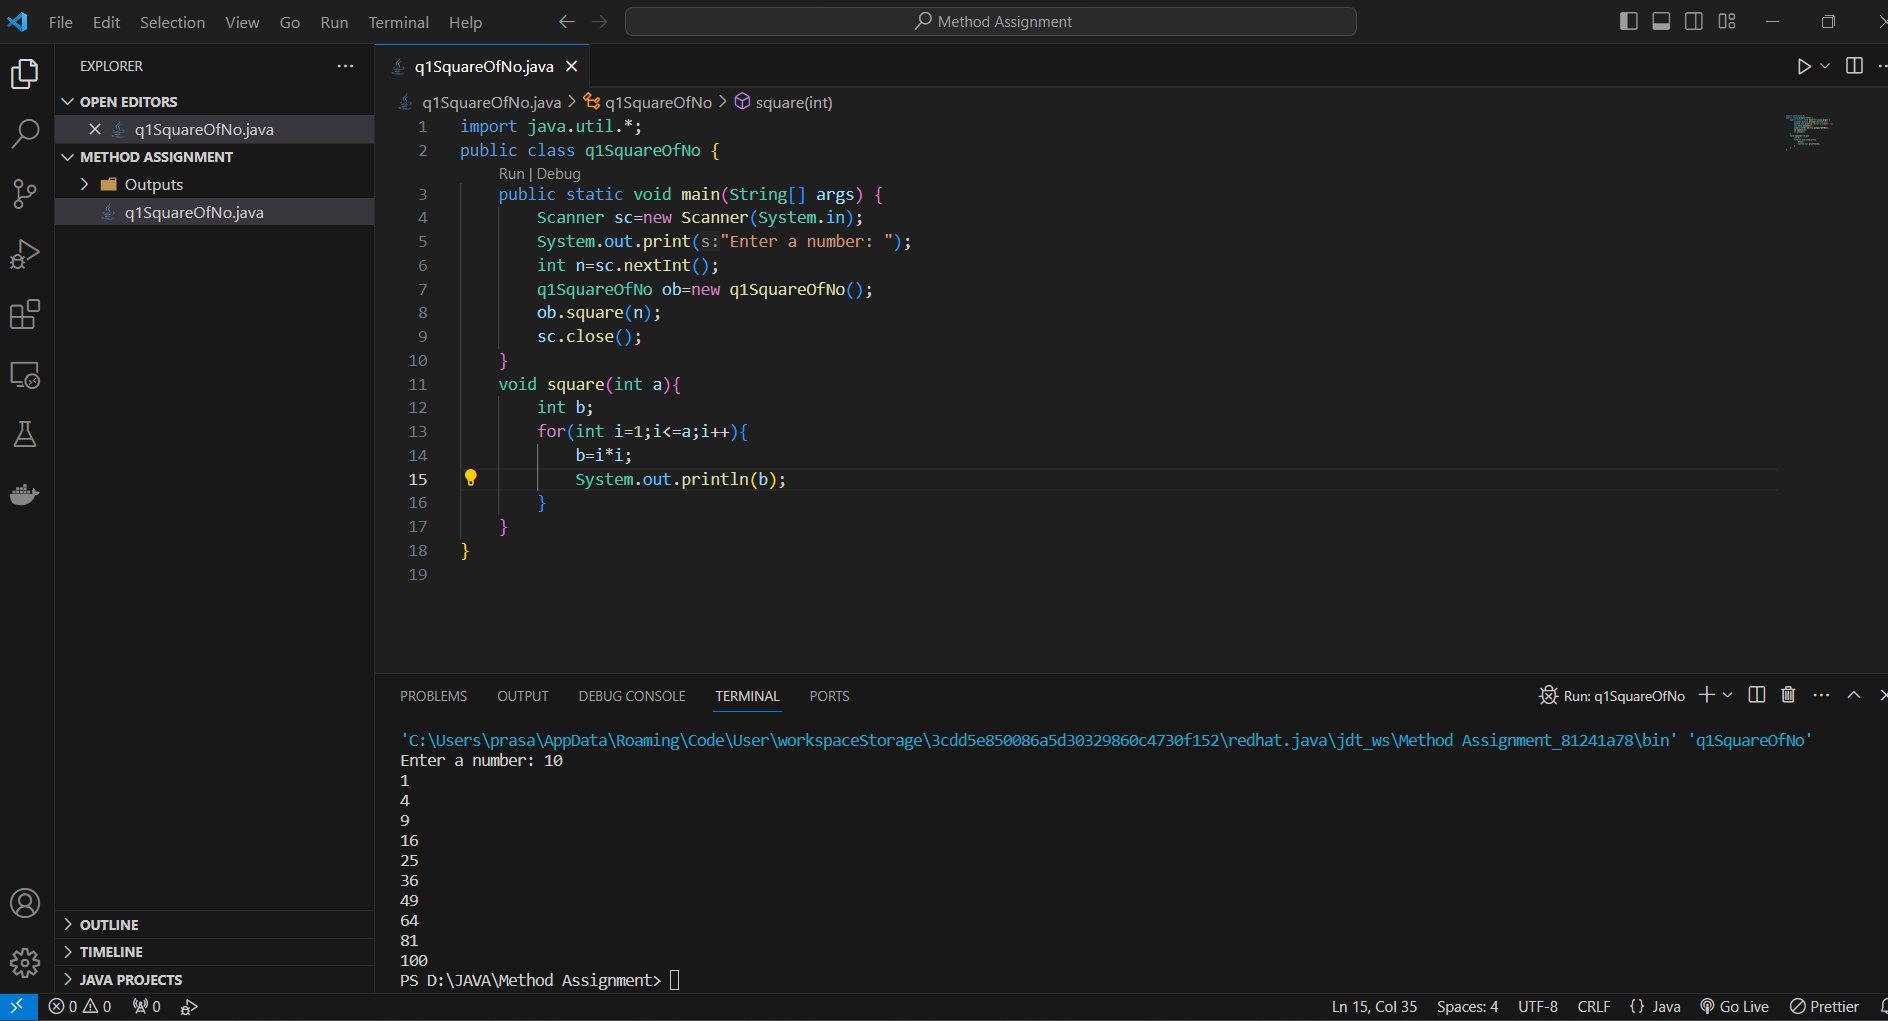 File Edit Selection View Go Run Terminal Help
Method Assignment
EXPLORER
OPEN EDITORS
q1SquareOfNo.java
METHOD ASSIGNMENT
Outputs
q1SquareOfNo.java
OUTLINE
TIMELINE
JAVA PROJECTS
q1SquareOfNo.java
q1SquareOfNo.java > q1SquareOfNo > square(int)
1 import java.util.*;
2 public class q1SquareOfNo {
Run | Debug
3 public static void main(String[] args) {
4 Scanner sc=new Scanner(System.in);
5 System.out.print(s:"Enter a number: ");
6 int n=sc.nextInt();
7 q1SquareOfNo ob=new q1SquareOfNo();
8 ob.square(n);
9 sc.close();
10 }
11 void square(int a){
12 int b;
13 for(int i=1;i<=a;i++){
14 b=i*i;
15 System.out.println(b);
16 }
17 }
18 }
19
PROBLEMS OUTPUT DEBUG CONSOLE TERMINAL PORTS
Run: q1SquareOfNo
'C:\Users\prasa\AppData\Roaming\Code\User\workspaceStorage\3cdd5e850086a5d30329860c4730f152\redhat.java\jdt_ws\Method Assignment_81241a78\bin' 'q1SquareOfNo'
Enter a number: 10
1
4
9
16
25
36
49
64
81
100
PS D:\JAVA\Method Assignment>
0 0 0
Ln 15, Col 35 Spaces: 4 UTF-8 CRLF {} Java Go Live Prettier